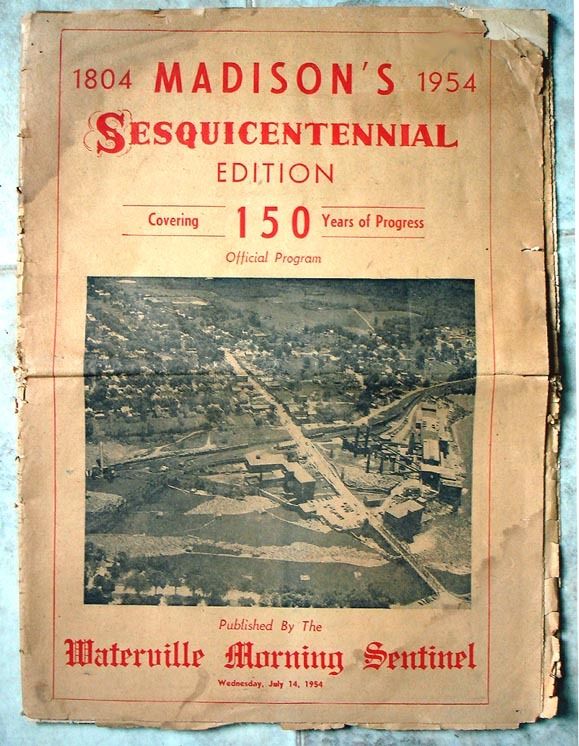 1804 MADISON'S 1954
SESQUICENTENNIAL
EDITION
Covering 150 Years of Progress
Official Program
Published By The
Waterville Morning Sentinel
Wednesday, July 14, 1954